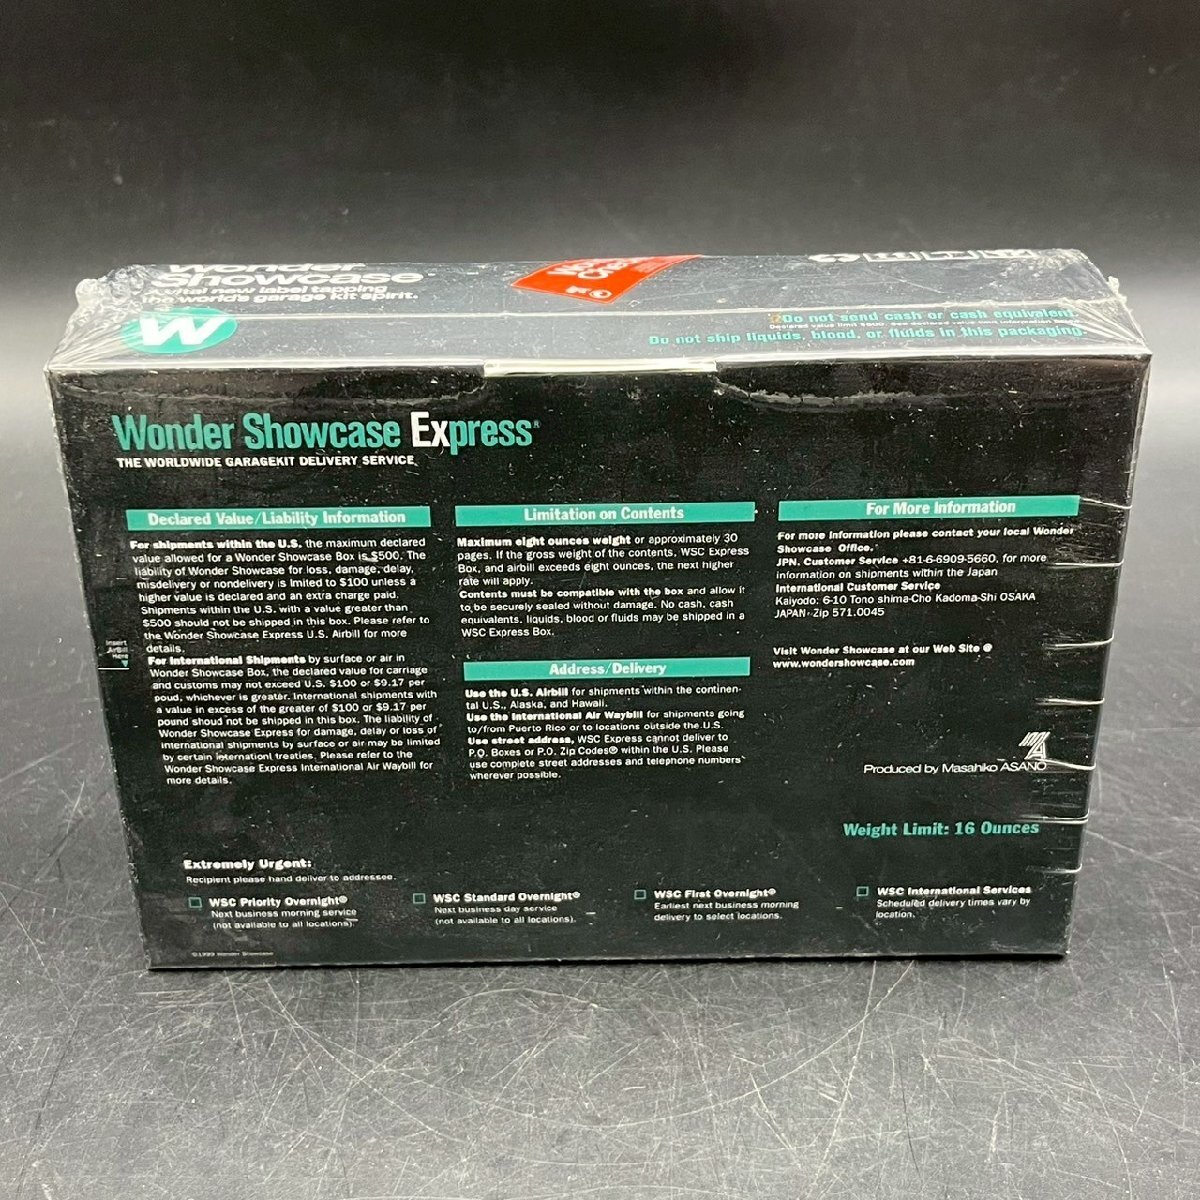 Wonder
Showcase®
new label tapping
the world's garage kit spirit.
W
Do not send cash or cash equivalent.
Do not ship liquids, blood, or fluids in this packaging.
Wonder Showcase Express
THE WORLDWIDE GARAGEKIT DELIVERY SERVICE
Declared Value/Liability Information
For shipments within the U.S. the maximum declared
value allowed for a Wonder Showcase Box is $500. The
liability of Wonder Showcase for loss, damage, delay,
misdelivery or nondelivery is limited to $100 unless a
higher value is declared and an extra charge paid.
Shipments within the U.S. with a value greater than
$500 should not be shipped in this box. Please refer to
the Wonder Showcase Express U.S. Airbill for more
details.
For International Shipments by surface or air in
Wonder Showcase Box, the declared value for carriage
and customs may not exceed U.S. $100 or $9.17 per
poud, whichever is greater. International shipments with
a value in excess of the greater of $100 or $9.17 per
pound shoud not be shipped in this box. The liability of
Wonder Showcase Express for damage, delay or loss of
international shipments by surface or air may be limited
by certain internationl treaties. Please refer to the
Wonder Showcase Express International Air Waybill for
more details.
Insert
AirBill
Here
Limitation on Contents
Maximum eight ounces weight or approximately 30
pages. If the gross weight of the contents, WSC Express
Box, and airbill exceeds eight ounces, the next higher
rate will apply.
Contents must be compatible with the box and allow it
to be securely sealed without damage. No cash, cash
equivalents, liquids, blood or fluids may be shipped in a
WSC Express Box.
Address/Delivery
Use the U.S. Airbill for shipments within the continen-
tal U.S., Alaska, and Hawaii.
Use the International Air Waybill for shipments going
to/from Puerto Rico or to locations outside the U.S.
Use street address, WSC Express cannot deliver to
P.O. Boxes or P.O. Zip Codes® within the U.S. Please
use complete street addresses and telephone numbers
wherever possible.
For More Information
For more Information please contact your local Wonder
Showcase Office.
JPN. Customer Service +81-6-6909-5660, for more
information on shipments within the Japan
International Customer Service
Kaiyodo: 6-10 Tono shima-Cho Kadoma-Shi OSAKA
JAPAN-Zip 571.0045
Visit Wonder Showcase at our Web Site @
www.wondershowcase.com
Produced by Masahiko ASANO
Weight Limit: 16 Ounces
Extremely Urgent:
Recipient please hand deliver to addressee.
WSC Priority Overnight®
Next business morning service
(not available to all locations).
WSC Standard Overnight®
Next business day service
(not available to all locations).
WSC First Overnight®
Earliest next business morning
delivery to select locations.
WSC International Services
Scheduled delivery times vary by
location.
©1999 Wonder Showcase